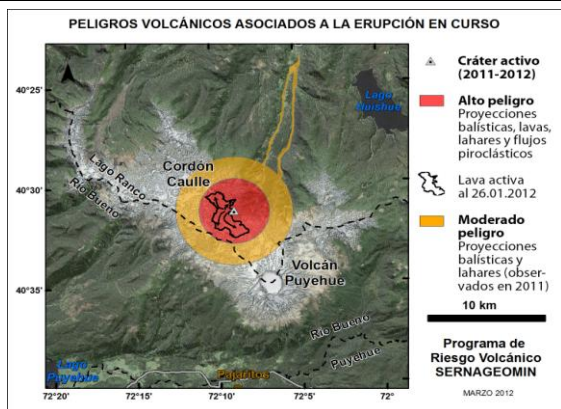 PELIGROS VOLCÁNICOS ASOCIADOS A LA ERUPCIÓN EN CURSO
40°25'
40°30'
40°35'
Lago
Huishue
Cordón
Caulle
Lago Ranco
Río Bueno
Volcán
Puyehue
Río Bueno
Puyehue
Lago
Puyehue
Pajaritos
72°20'
72°15'
72°10'
72°5'
Cráter activo
(2011-2012)
Alto peligro
Proyecciones
balísticas, lavas,
lahares y flujos
piroclásticos
Lava activa
al 26.01.2012
Moderado
peligro
Proyecciones
balísticas y
lahares (obser-
vados en 2011)
10 km
Programa de
Riesgo Volcánico
SERNAGEOMIN
MARZO 2012